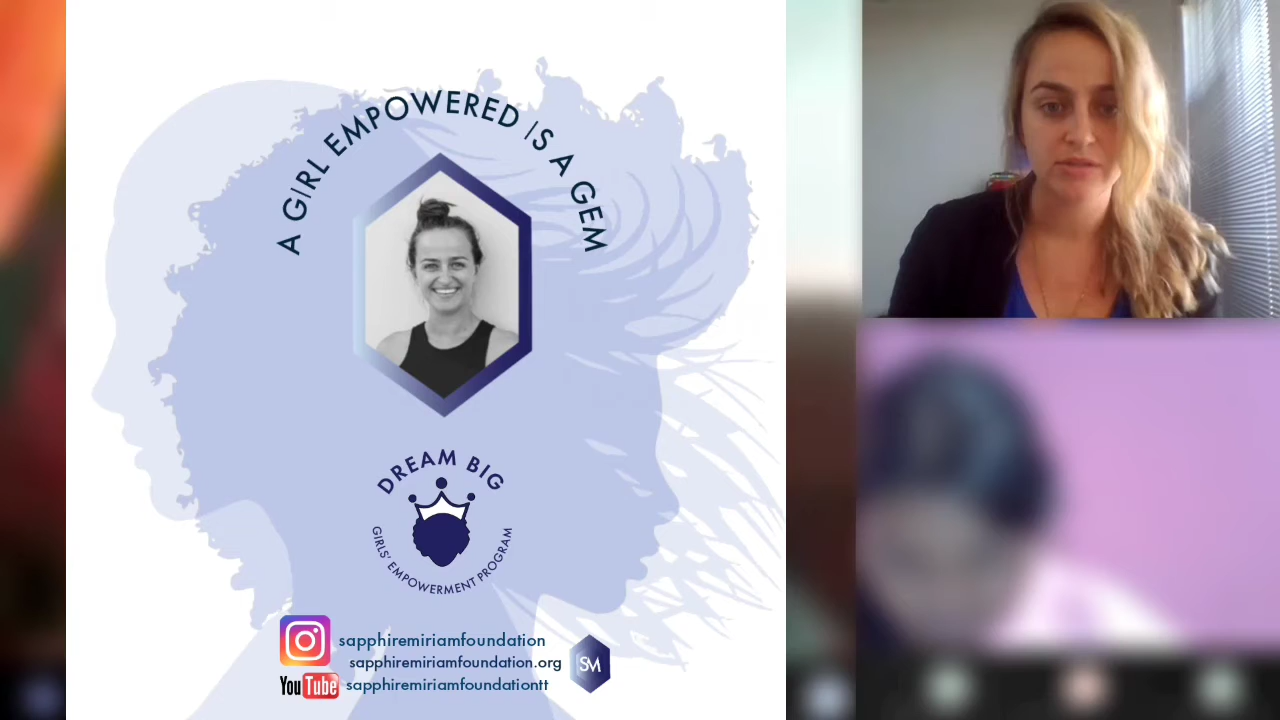 A GIRL EMPOWERED IS A GEM
DREAM BIG
GIRLS' EMPOWERMENT PROGRAM
sapphiremiriamfoundation
sapphiremiriamfoundation.org
SM
YouTube sapphiremiriamfoundationtt